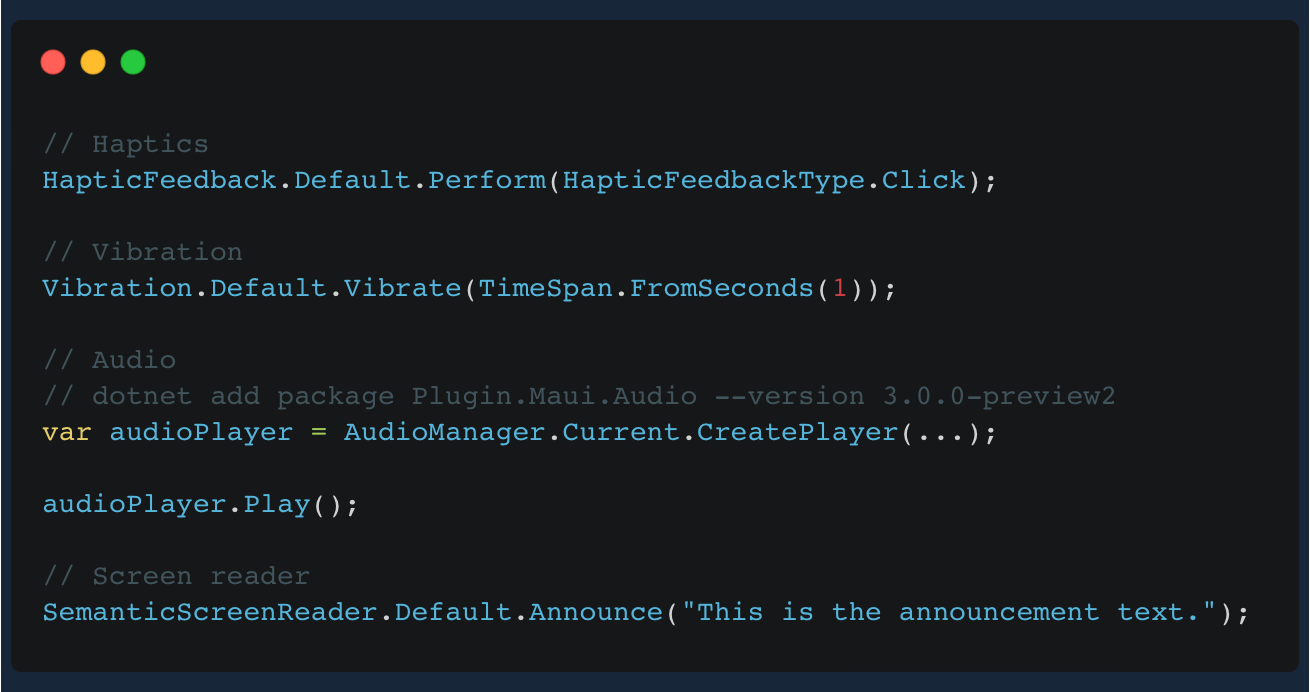 // Haptics
HapticFeedback.Default.Perform(HapticFeedbackType.Click);
// Vibration
Vibration.Default.Vibrate(TimeSpan.FromSeconds(1));
// Audio
// dotnet add package Plugin.Maui.Audio --version 3.0.0-preview2
var audioPlayer = AudioManager.Current.CreatePlayer(...);
audioPlayer.Play();
// Screen reader
SemanticScreenReader.Default.Announce("This is the announcement text.");